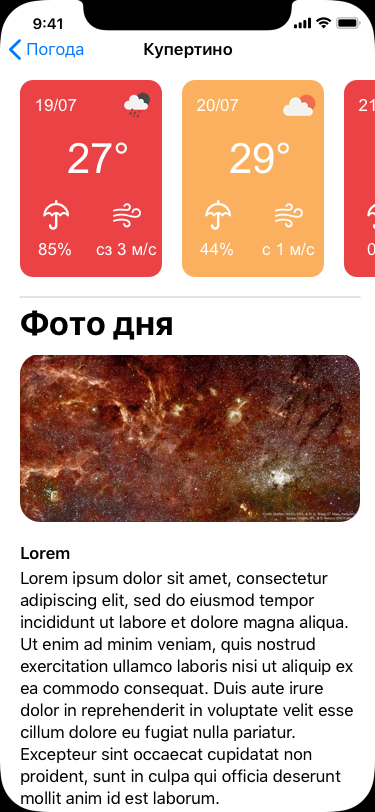 9:41
Погода
Купертино
19/07
27°
85%
сз 3 м/с
20/07
29°
44%
с 1 м/с
21
0
Фото дня
Lorem
Lorem ipsum dolor sit amet, consectetur
adipiscing elit, sed do eiusmod tempor
incididunt ut labore et dolore magna aliqua.
Ut enim ad minim veniam, quis nostrud
exercitation ullamco laboris nisi ut aliquip ex
ea commodo consequat. Duis aute irure
dolor in reprehenderit in voluptate velit esse
cillum dolore eu fugiat nulla pariatur.
Excepteur sint occaecat cupidatat non
proident, sunt in culpa qui officia deserunt
mollit anim id est laborum.